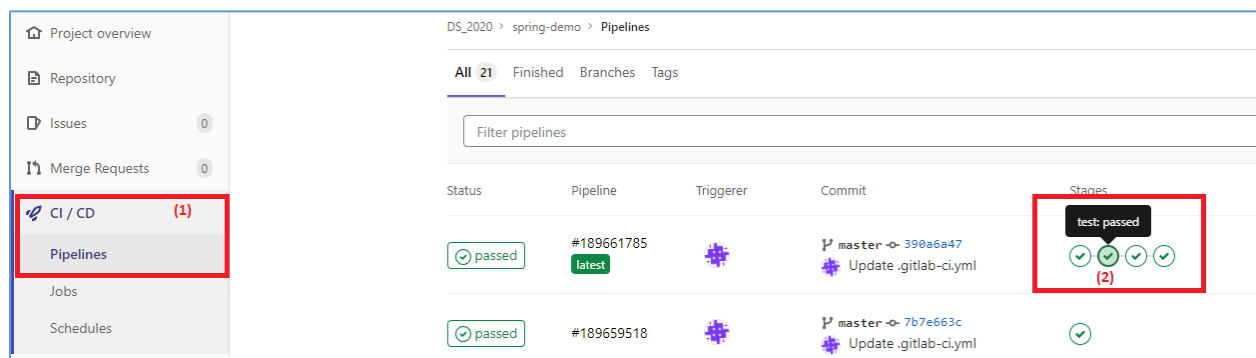 Project overview
Repository
Issues 0
Merge Requests 0
CI / CD (1)
Pipelines
Jobs
Schedules
DS_2020 > spring-demo > Pipelines
All 21 Finished Branches Tags
Filter pipelines
Status Pipeline Triggerer Commit Stages
test: passed
passed #189661785 master 390a6a47
latest Update .gitlab-ci.yml
(2)
passed #189659518 master 7b7e663c
Update .gitlab-ci.yml